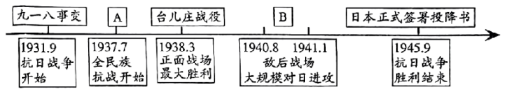 九一八事变
A
台儿庄战役
B
日本正式签署投降书
1931.9
抗日战争
开始
1937.7
全民族
抗战开始
1938.3
正面战场
最大胜利
1940.8 1941.1
敌后战场
大规模对日进攻
1945.9
抗日战争
胜利结束